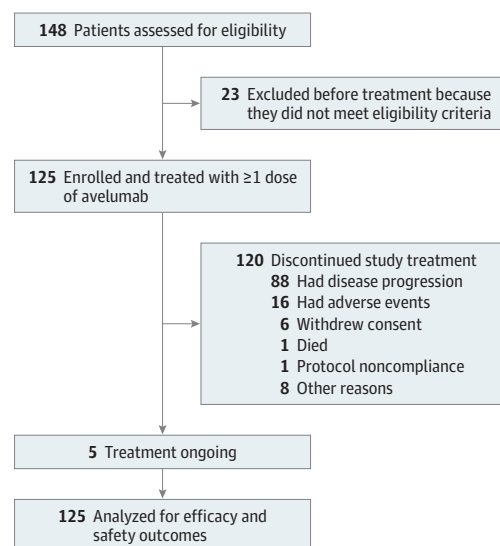 148 Patients assessed for eligibility
23 Excluded before treatment because
they did not meet eligibility criteria
125 Enrolled and treated with ≥1 dose
of avelumab
120 Discontinued study treatment
88 Had disease progression
16 Had adverse events
6 Withdrew consent
1 Died
1 Protocol noncompliance
8 Other reasons
5 Treatment ongoing
125 Analyzed for efficacy and
safety outcomes